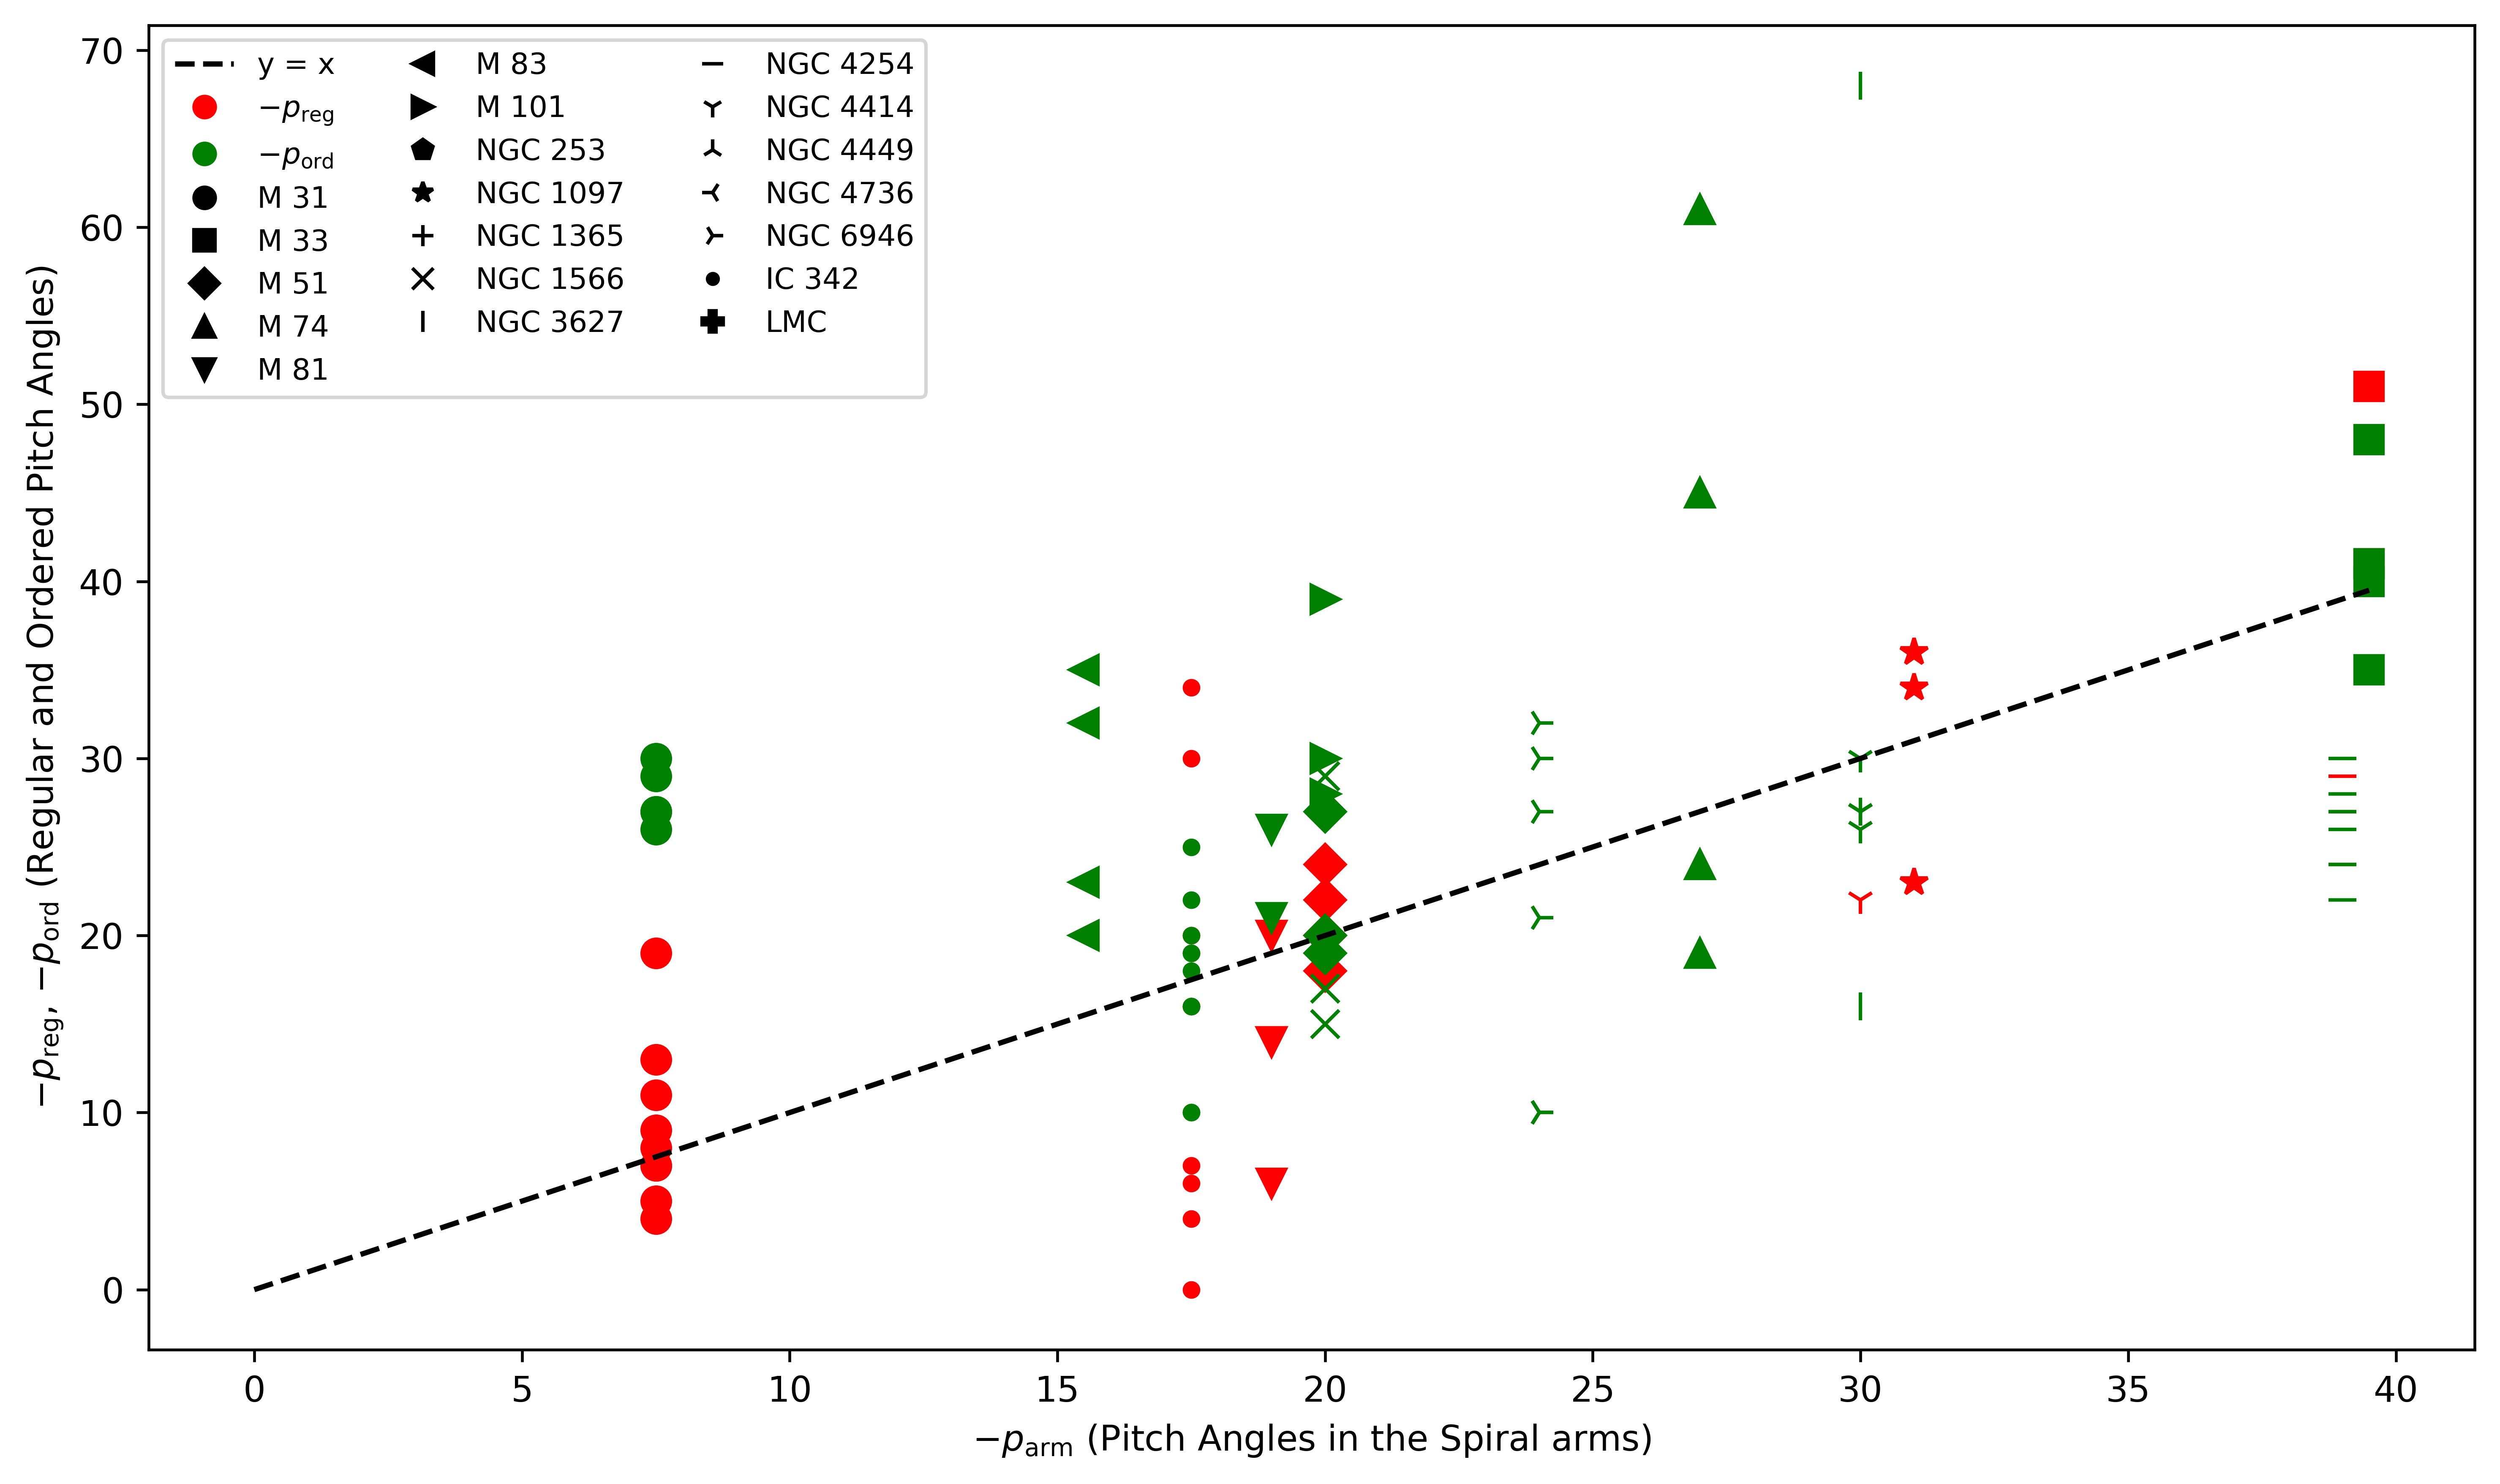 y = x
−p_reg
−p_ord
M 31
M 33
M 51
M 74
M 81
M 83
M 101
NGC 253
NGC 1097
NGC 1365
NGC 1566
NGC 3627
NGC 4254
NGC 4414
NGC 4449
NGC 4736
NGC 6946
IC 342
LMC
−p_reg, −p_ord (Regular and Ordered Pitch Angles)
70
60
50
40
30
20
10
0
0 5 10 15 20 25 30 35 40
−p_arm (Pitch Angles in the Spiral arms)